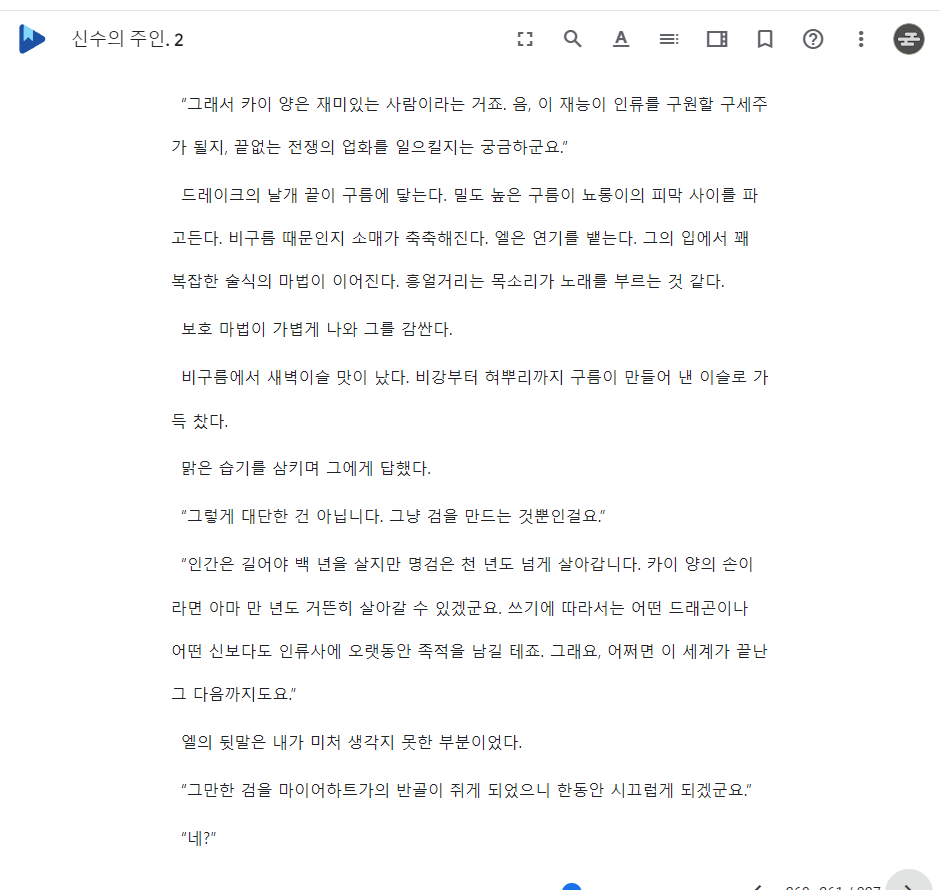 신수의 주인. 2
“그래서 카이 양은 재미있는 사람이라는 거죠. 음, 이 재능이 인류를 구원할 구세주
가 될지, 끝없는 전쟁의 업화를 일으킬지는 궁금하군요.”
드레이크의 날개 끝이 구름에 닿는다. 밀도 높은 구름이 뇨롱이의 피막 사이를 파
고든다. 비구름 때문인지 소매가 축축해진다. 엘은 연기를 뱉는다. 그의 입에서 꽤
복잡한 술식의 마법이 이어진다. 흥얼거리는 목소리가 노래를 부르는 것 같다.
보호 마법이 가볍게 나와 그를 감싼다.
비구름에서 새벽이슬 맛이 났다. 비강부터 혀뿌리까지 구름이 만들어 낸 이슬로 가
득 찼다.
맑은 습기를 삼키며 그에게 답했다.
“그렇게 대단한 건 아닙니다. 그냥 검을 만드는 것뿐인걸요.”
“인간은 길어야 백 년을 살지만 명검은 천 년도 넘게 살아갑니다. 카이 양의 손이
라면 아마 만 년도 거뜬히 살아갈 수 있겠군요. 쓰기에 따라서는 어떤 드래곤이나
어떤 신보다도 인류사에 오랫동안 족적을 남길 테죠. 그래요, 어쩌면 이 세계가 끝난
그 다음까지도요.”
엘의 뒷말은 내가 미처 생각지 못한 부분이었다.
“그만한 검을 마이어하트가의 반골이 쥐게 되었으니 한동안 시끄럽게 되겠군요.”
“네?”